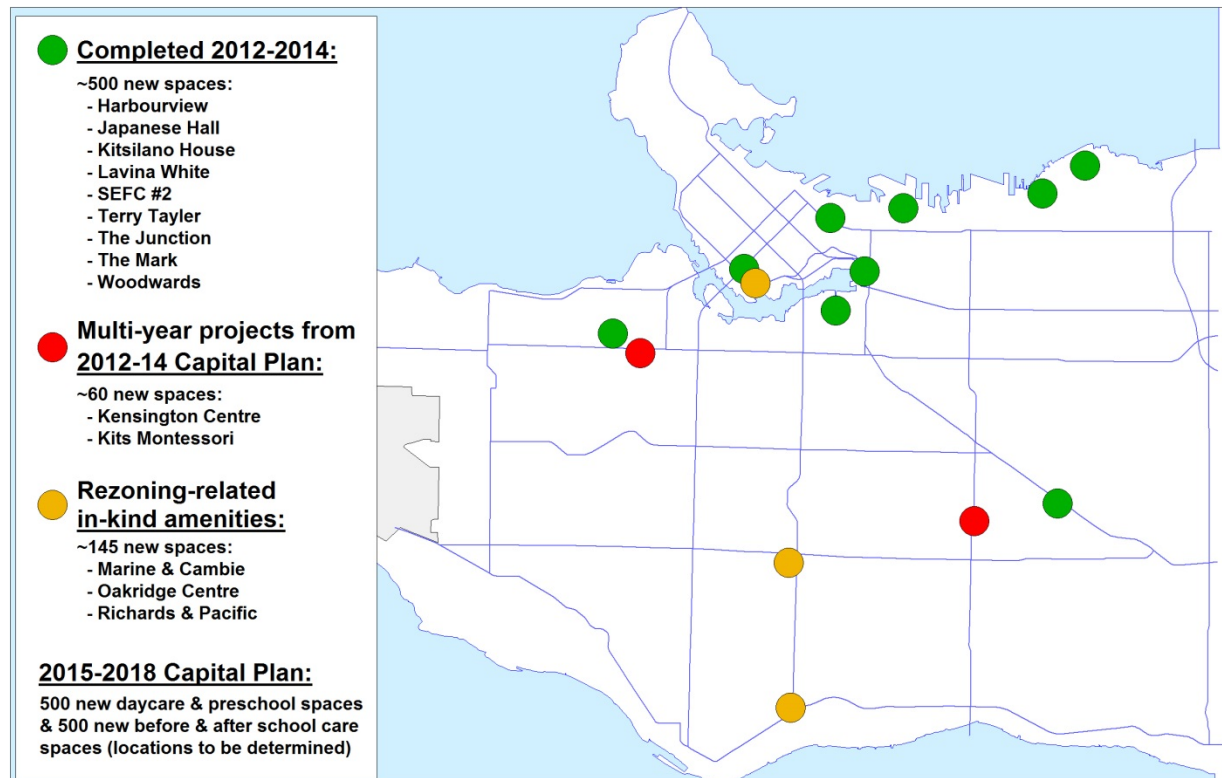 Completed 2012-2014:
~500 new spaces:
- Harbourview
- Japanese Hall
- Kitsilano House
- Lavina White
- SEFC #2
- Terry Tayler
- The Junction
- The Mark
- Woodwards
Multi-year projects from
2012-14 Capital Plan:
~60 new spaces:
- Kensington Centre
- Kits Montessori
Rezoning-related
in-kind amenities:
~145 new spaces:
- Marine & Cambie
- Oakridge Centre
- Richards & Pacific
2015-2018 Capital Plan:
500 new daycare & preschool spaces
& 500 new before & after school care
spaces (locations to be determined)